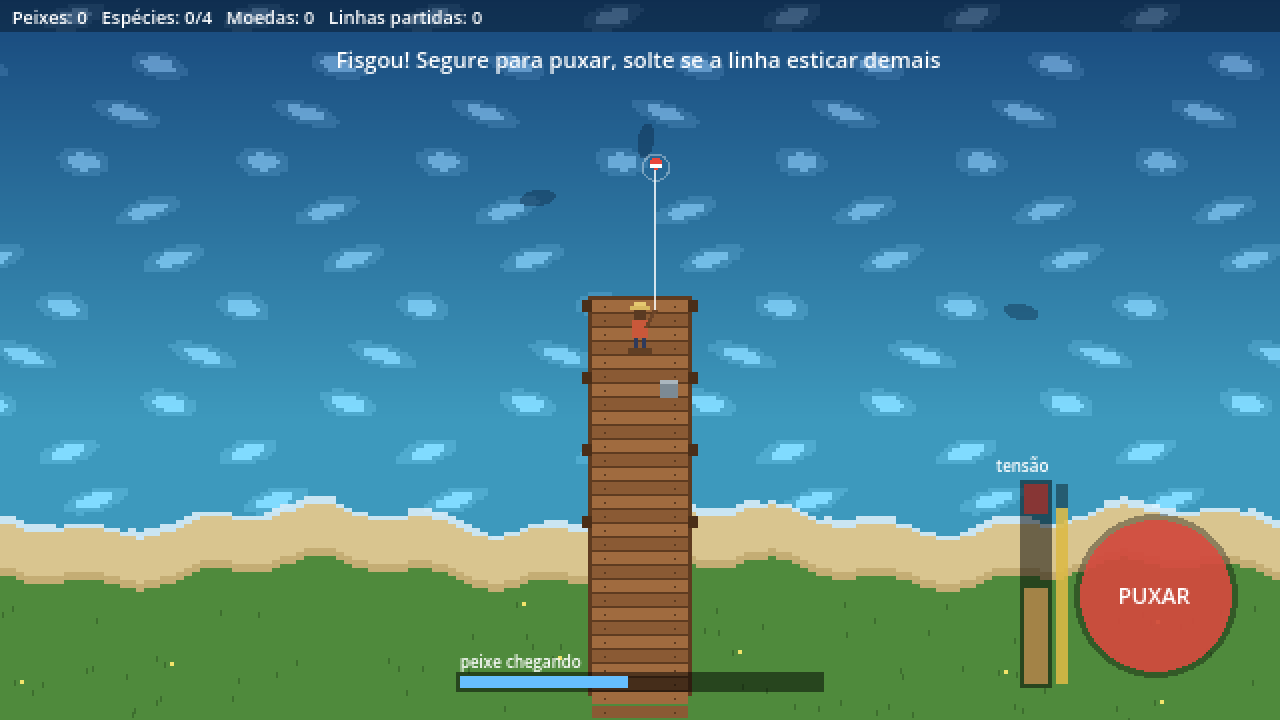 Peixes: 0 Espécies: 0/4 Moedas: 0 Linhas partidas: 0
Fisgou! Segure para puxar, solte se a linha esticar demais
tensão
PUXAR
peixe chegando